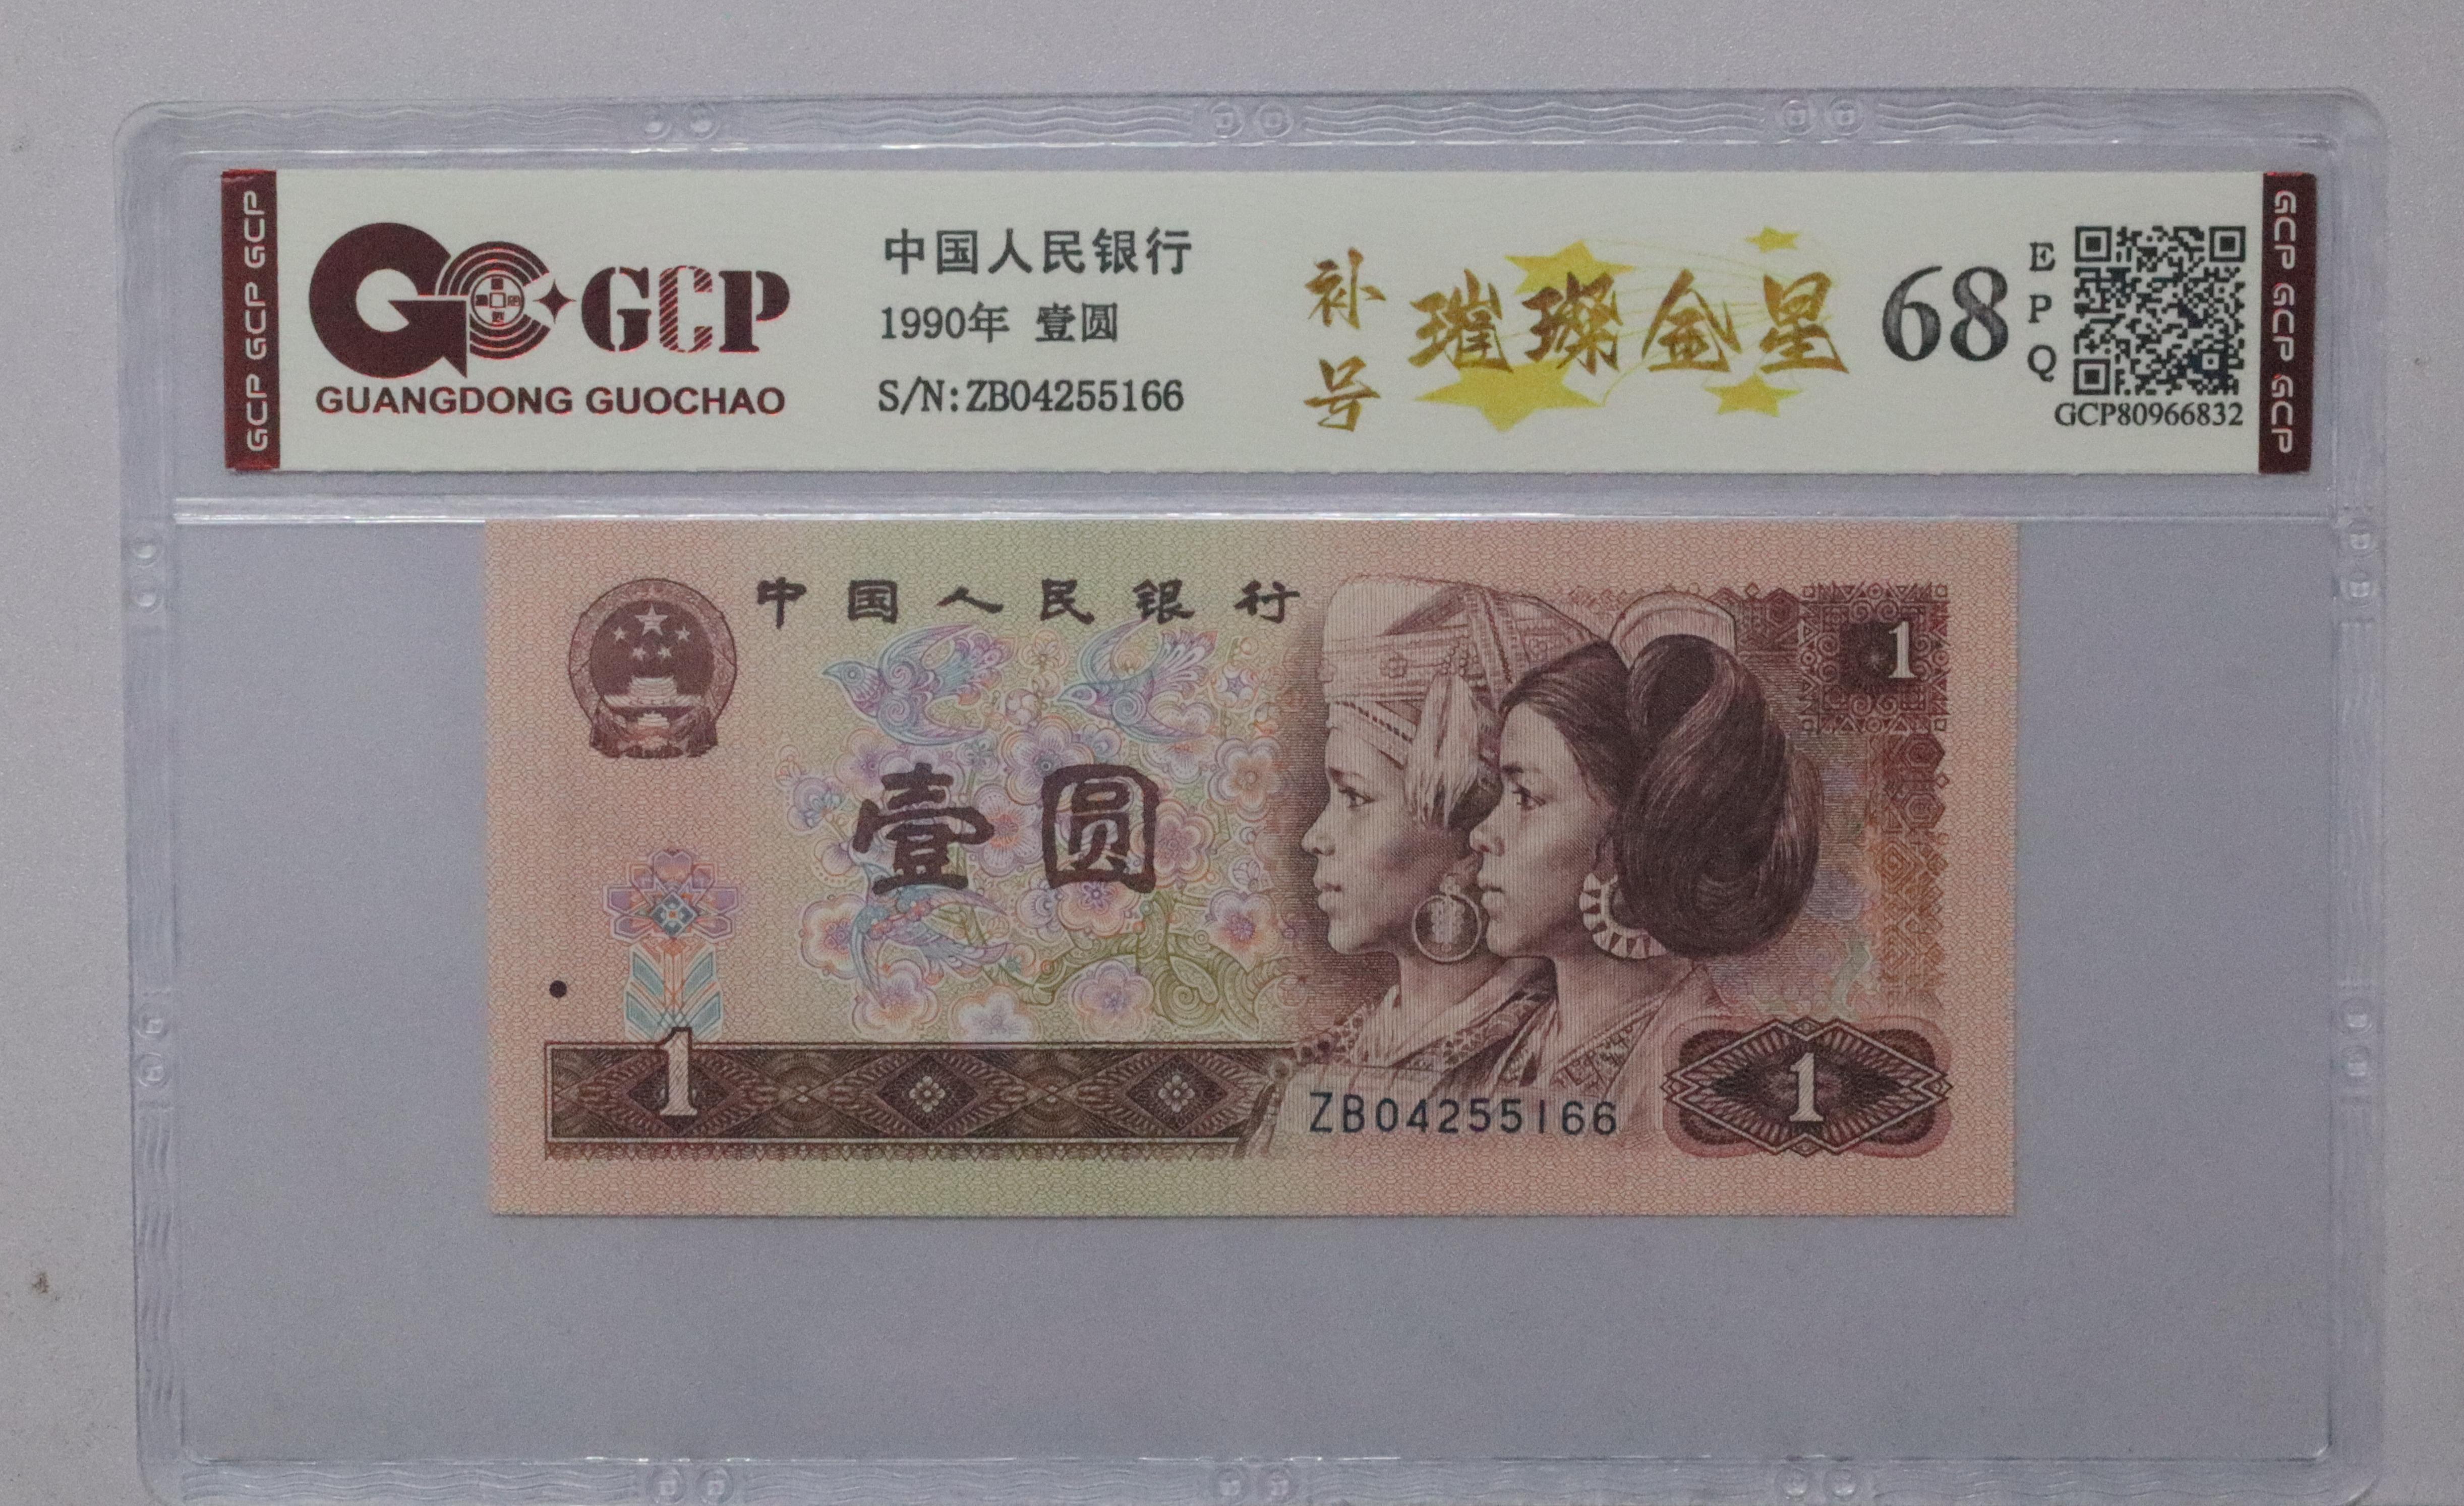 GCP GCP GCP
GCP
GUANGDONG GUOCHAO
中国人民银行
1990年 壹圆
S/N:ZB04255166
补号
璀璨金星
68
EPQ
GCP80966832
GCP GCP GCP
中国人民银行
1
壹圆
1
ZB04255166
1